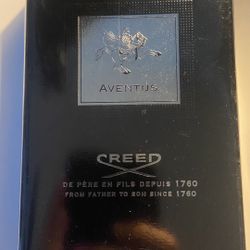 AVENTUS
CREED
DE PÈRE EN FILS DEPUIS 1760
FROM FATHER TO SON SINCE 1760